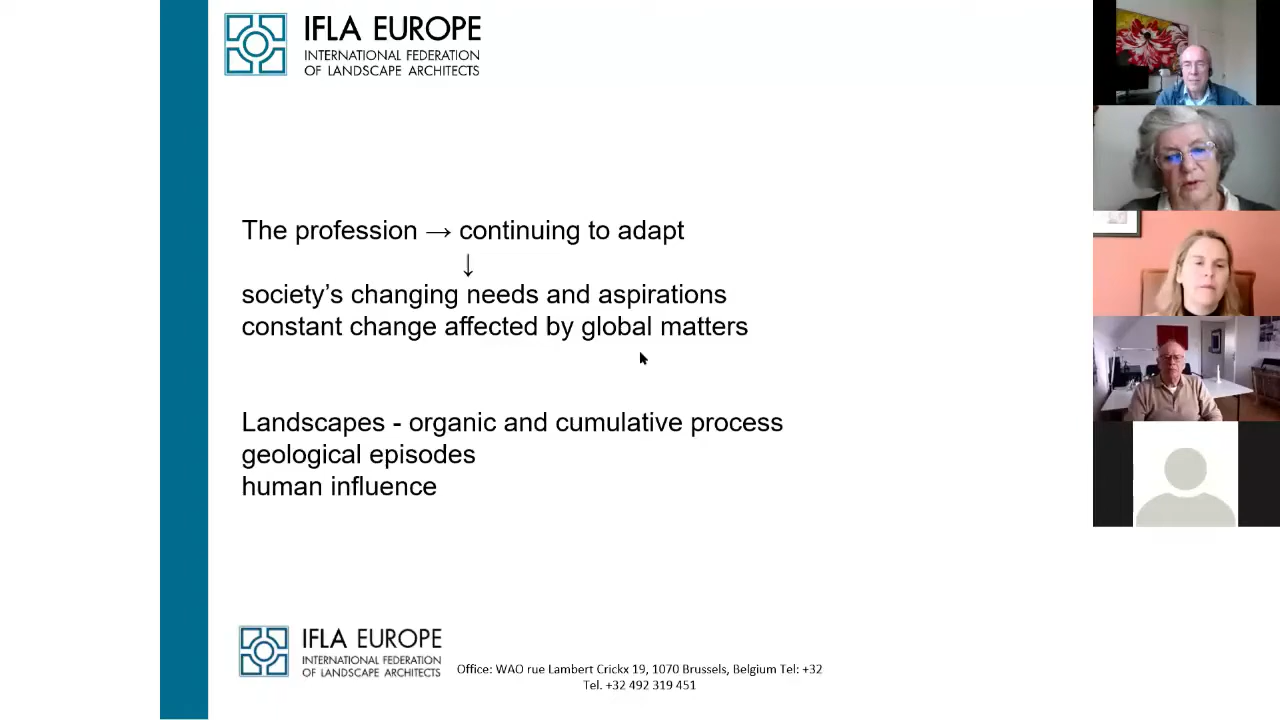 IFLA EUROPE
INTERNATIONAL FEDERATION
OF LANDSCAPE ARCHITECTS
The profession → continuing to adapt
↓
society's changing needs and aspirations
constant change affected by global matters
Landscapes - organic and cumulative process
geological episodes
human influence
IFLA EUROPE
INTERNATIONAL FEDERATION
OF LANDSCAPE ARCHITECTS
Office: WAO rue Lambert Crickx 19, 1070 Brussels, Belgium Tel: +32
Tel. +32 492 319 451